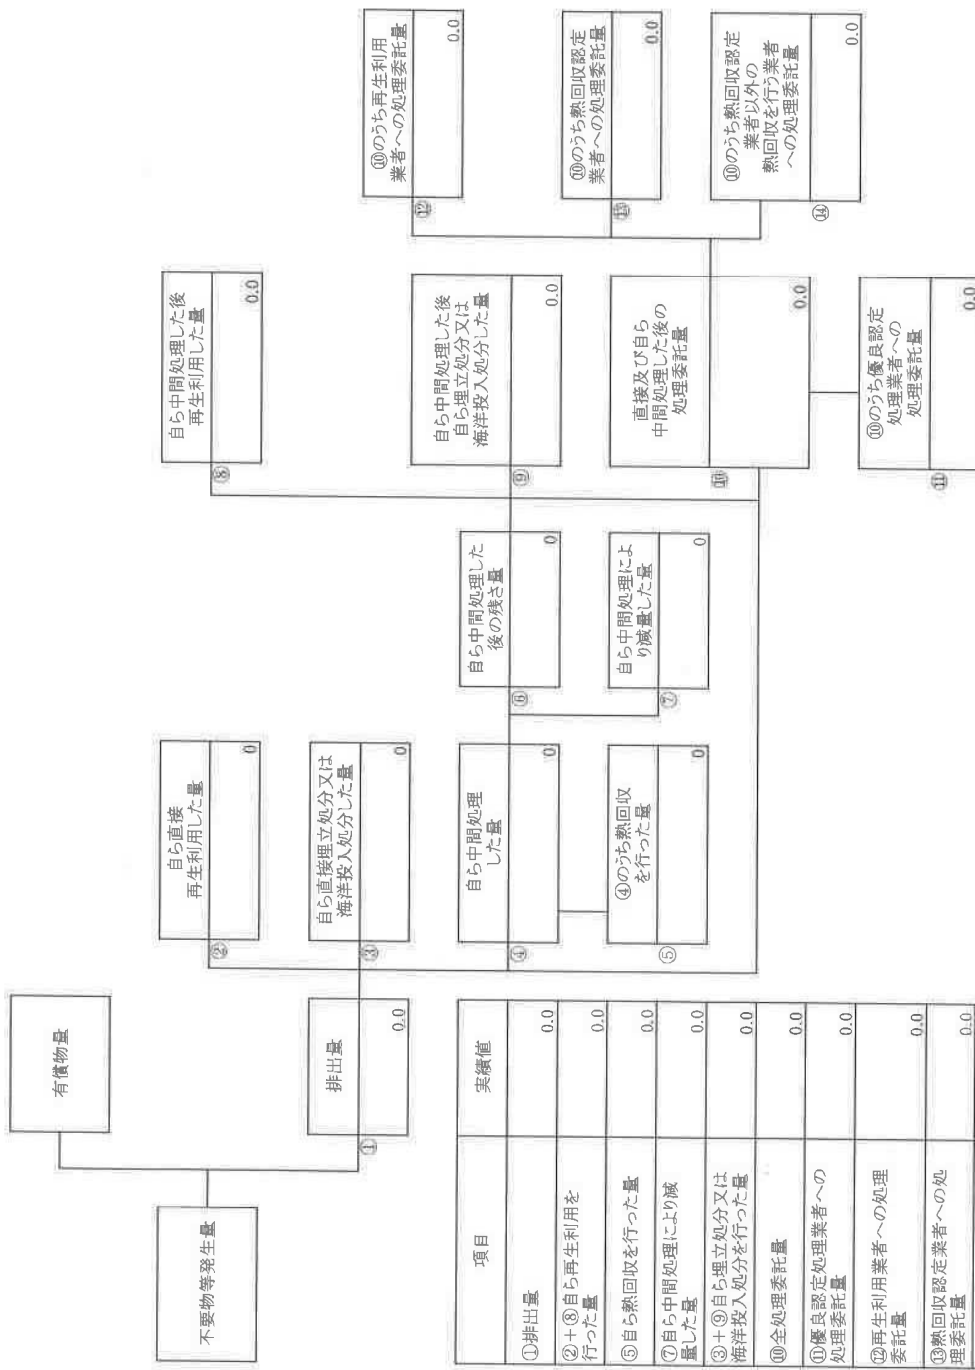 不要物等発生量
有償物量
排出量
①
0.0
自ら直接
再生利用した量
②
0
自ら直接埋立処分又は
海洋投入処分した量
③
0
自ら中間処理
した量
④
0
④のうち熱回収
を行った量
⑤
0
自ら中間処理した
後の残さ量
⑥
0
自ら中間処理によ
り減量した量
⑦
0
自ら中間処理した後
再生利用した量
⑧
0.0
自ら中間処理した後
自ら埋立処分又は
海洋投入処分した量
⑨
0.0
直接及び自ら
中間処理した後の
処理委託量
⑩
0.0
⑩のうち優良認定
処理業者への
処理委託量
⑪
0.0
⑩のうち再生利用
業者への処理委託量
⑫
0.0
⑩のうち熱回収認定
業者への処理委託量
⑬
0.0
⑩のうち熱回収認定
業者以外の
熱回収を行う業者
への処理委託量
⑭
0.0
項目
実績値
①排出量
0.0
②+⑧自ら再生利用を
行った量
0.0
⑤自ら熱回収を行った量
0.0
⑦自ら中間処理により減
量した量
0.0
③+⑨自ら埋立処分又は
海洋投入処分を行った量
0.0
⑩全処理委託量
0.0
⑪優良認定処理業者への
処理委託量
0.0
⑫再生利用業者への処理
委託量
0.0
⑬熱回収認定業者への処
理委託量
0.0